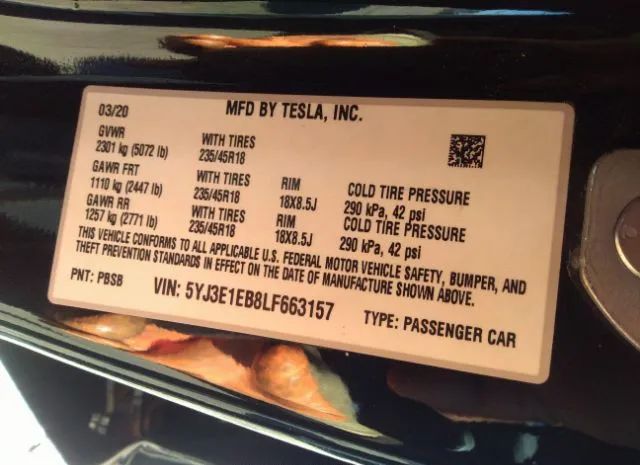 03/20 MFD BY TESLA, INC.
GVWR WITH TIRES
2301 kg (5072 lb) 235/45R18
GAWR FRT WITH TIRES RIM COLD TIRE PRESSURE
1110 kg (2447 lb) 235/45R18 18X8.5J 290 kPa, 42 psi
GAWR RR WITH TIRES RIM COLD TIRE PRESSURE
1257 kg (2771 lb) 235/45R18 18X8.5J 290 kPa, 42 psi
THIS VEHICLE CONFORMS TO ALL APPLICABLE U.S. FEDERAL MOTOR VEHICLE SAFETY, BUMPER, AND
THEFT PREVENTION STANDARDS IN EFFECT ON THE DATE OF MANUFACTURE SHOWN ABOVE.
PNT: PBSB VIN: 5YJ3E1EB8LF663157 TYPE: PASSENGER CAR